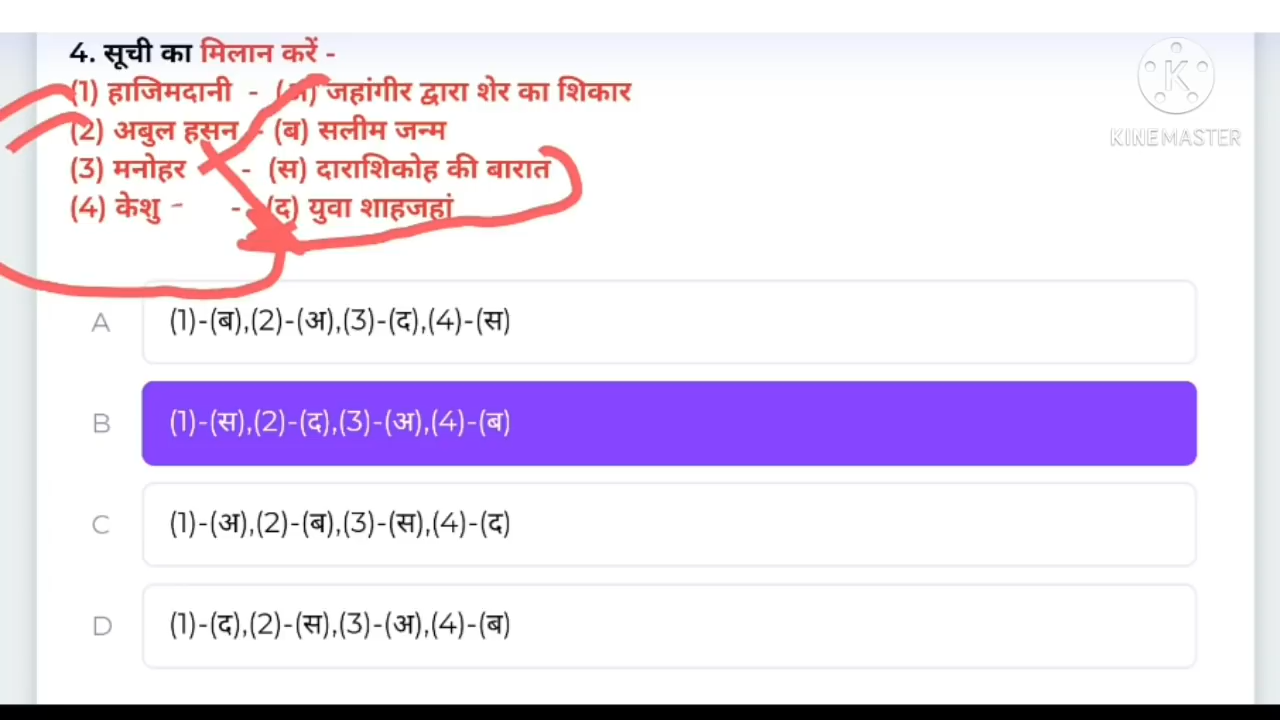 4. सूची का मिलान करें -
(1) हाजिमदानी - (अ) जहांगीर द्वारा शेर का शिकार
(2) अबुल हसन - (ब) सलीम जन्म
(3) मनोहर - (स) दाराशिकोह की बारात
(4) केशु - - (द) युवा शाहजहां
KINEMASTER
A (1)-(ब),(2)-(अ),(3)-(द),(4)-(स)
B (1)-(स),(2)-(द),(3)-(अ),(4)-(ब)
C (1)-(अ),(2)-(ब),(3)-(स),(4)-(द)
D (1)-(द),(2)-(स),(3)-(अ),(4)-(ब)